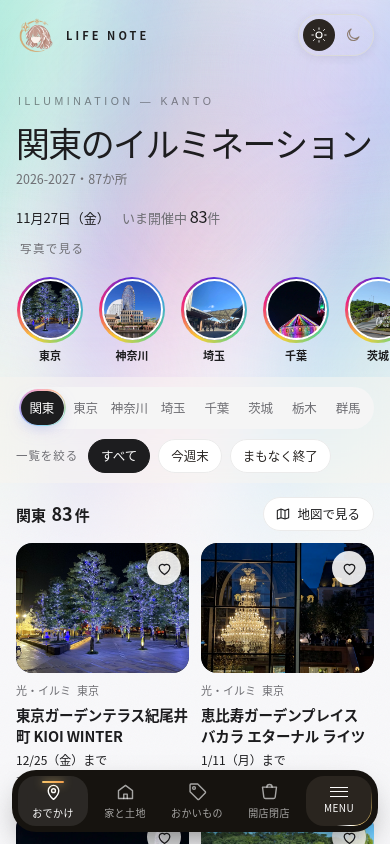 LIFE NOTE
ILLUMINATION — KANTO
関東のイルミネーション
2026-2027・87か所
11月27日（金） いま開催中 83件
写真で見る
東京 神奈川 埼玉 千葉 茨城
関東 東京 神奈川 埼玉 千葉 茨城 栃木 群馬
一覧を絞る すべて 今週末 まもなく終了
関東 83件 地図で見る
光・イルミ 東京
東京ガーデンテラス紀尾井
町 KIOI WINTER
12/25（金）まで
光・イルミ 東京
恵比寿ガーデンプレイス
バカラ エターナル ライツ
1/11（月）まで
おでかけ 家と土地 おかいもの 開店閉店 MENU